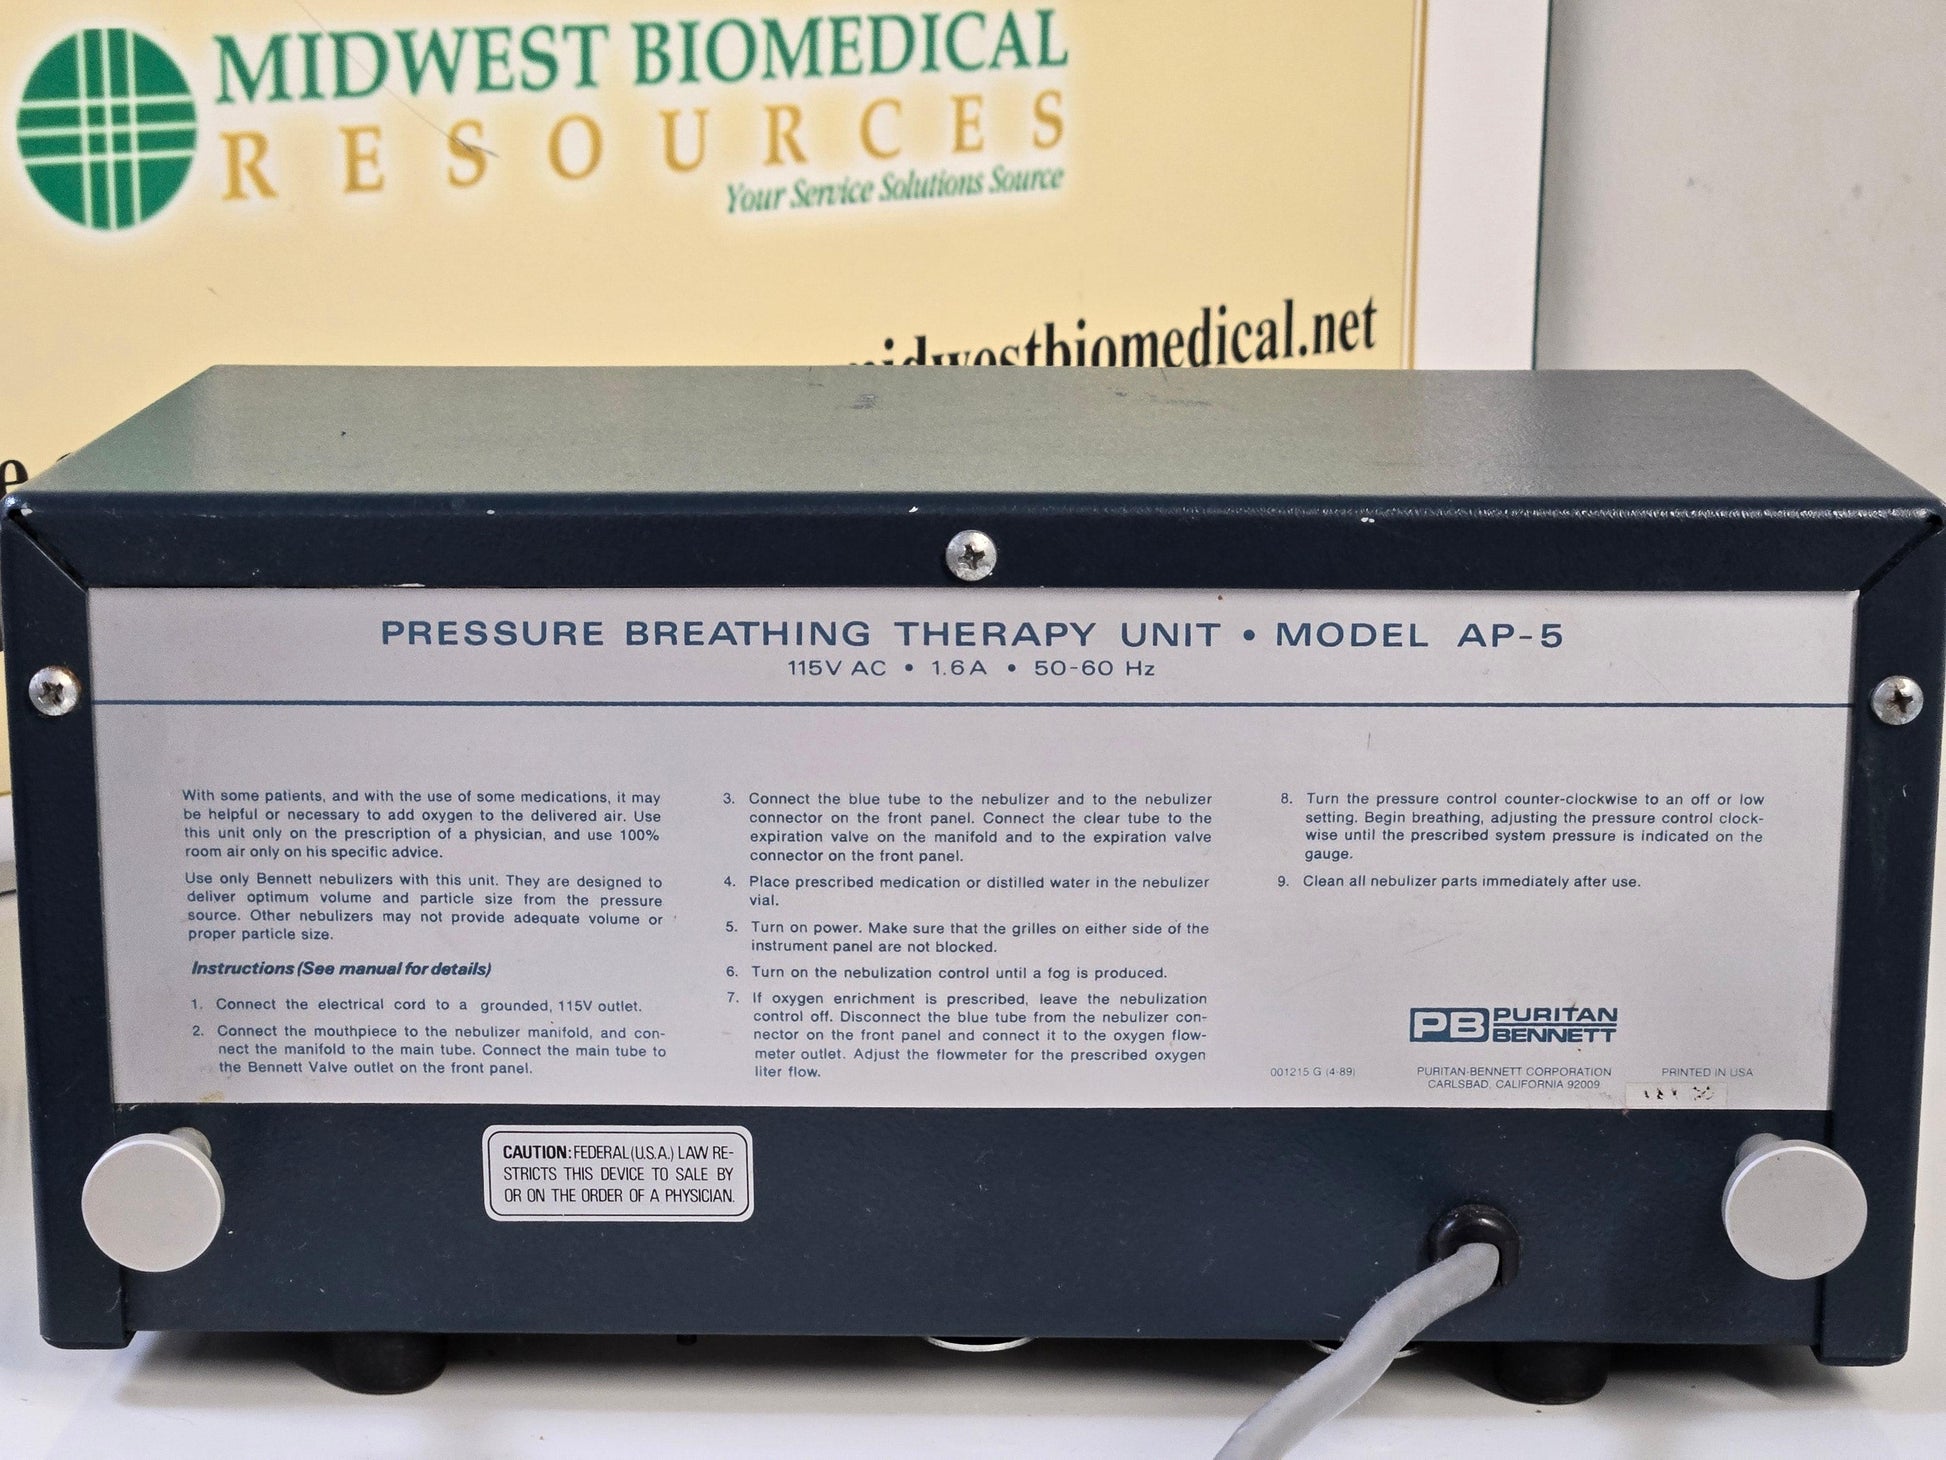 MIDWEST BIOMEDICAL
RESOURCES
Your Service Solutions Source
midwestbiomedical.net
PRESSURE BREATHING THERAPY UNIT • MODEL AP-5
115V AC • 1.6A • 50-60 Hz
With some patients, and with the use of some medications, it may
be helpful or necessary to add oxygen to the delivered air. Use
this unit only on the prescription of a physician, and use 100%
room air only on his specific advice.
Use only Bennett nebulizers with this unit. They are designed to
deliver optimum volume and particle size from the pressure
source. Other nebulizers may not provide adequate volume or
proper particle size.
Instructions (See manual for details)
1. Connect the electrical cord to a grounded, 115V outlet.
2. Connect the mouthpiece to the nebulizer manifold, and con-
nect the manifold to the main tube. Connect the main tube to
the Bennett Valve outlet on the front panel.
3. Connect the blue tube to the nebulizer and to the nebulizer
connector on the front panel. Connect the clear tube to the
expiration valve on the manifold and to the expiration valve
connector on the front panel.
4. Place prescribed medication or distilled water in the nebulizer
vial.
5. Turn on power. Make sure that the grilles on either side of the
instrument panel are not blocked.
6. Turn on the nebulization control until a fog is produced.
7. If oxygen enrichment is prescribed, leave the nebulization
control off. Disconnect the blue tube from the nebulizer con-
nector on the front panel and connect it to the oxygen flow-
meter outlet. Adjust the flowmeter for the prescribed oxygen
liter flow.
8. Turn the pressure control counter-clockwise to an off or low
setting. Begin breathing, adjusting the pressure control clock-
wise until the prescribed system pressure is indicated on the
gauge.
9. Clean all nebulizer parts immediately after use.
PB PURITAN
BENNETT
001215 G (4-89)
PURITAN-BENNETT CORPORATION
CARLSBAD, CALIFORNIA 92009
PRINTED IN USA
CAUTION: FEDERAL (U.S.A.) LAW RE-
STRICTS THIS DEVICE TO SALE BY
OR ON THE ORDER OF A PHYSICIAN.